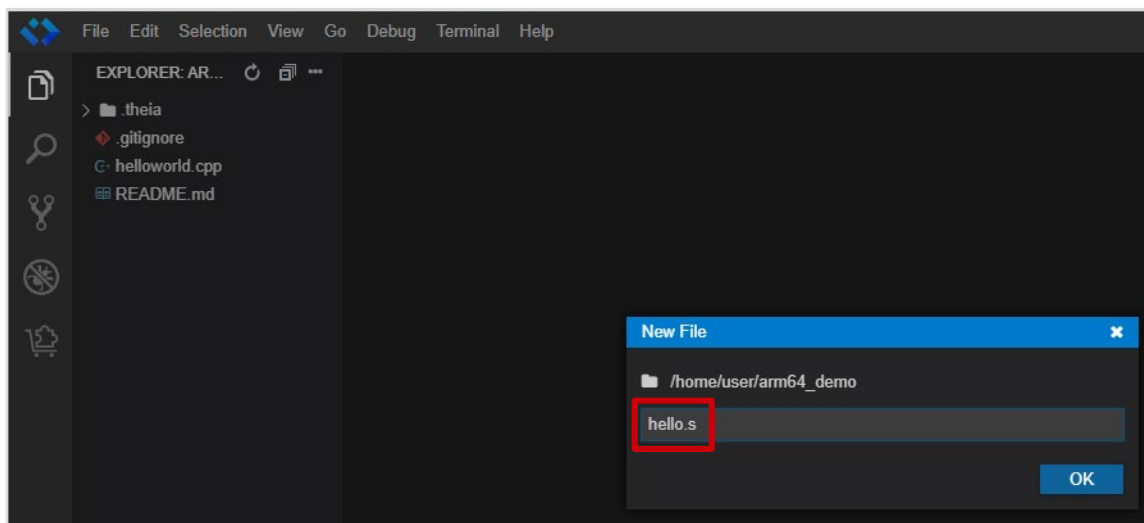 File Edit Selection View Go Debug Terminal Help
EXPLORER: AR...
.theia
.gitignore
helloworld.cpp
README.md
New File
/home/user/arm64_demo
hello.s
OK